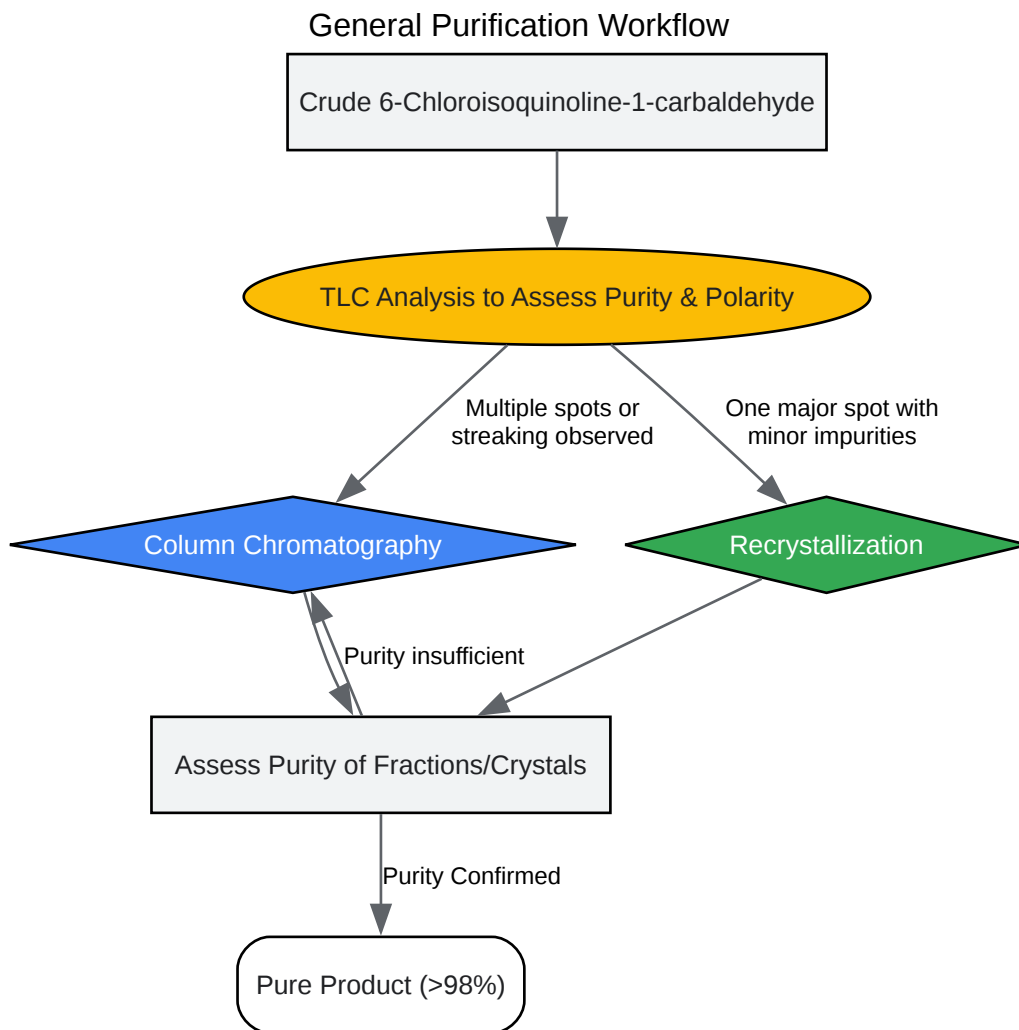 General Purification Workflow
Crude 6-Chloroisoquinoline-1-carbaldehyde
TLC Analysis to Assess Purity & Polarity
Multiple spots or
streaking observed
One major spot with
minor impurities
Column Chromatography
Recrystallization
Purity insufficient
Assess Purity of Fractions/Crystals
Purity Confirmed
Pure Product (>98%)